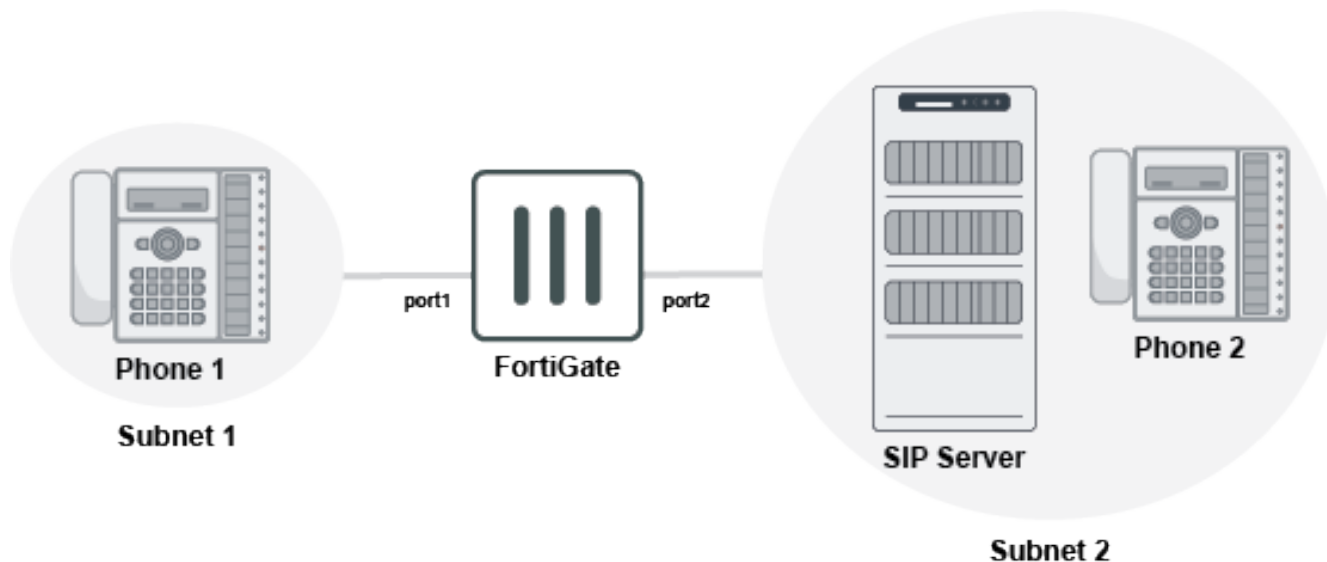 port1
port2
Phone 1
FortiGate
Phone 2
Subnet 1
SIP Server
Subnet 2